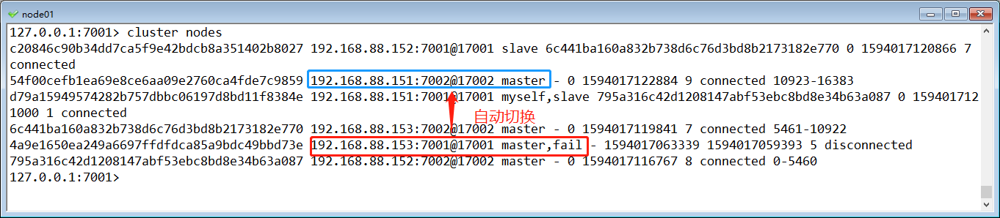 node01
127.0.0.1:7001> cluster nodes
c20846c90b34dd7ca5f9e42bdcb8a351402b8027 192.168.88.152:7001@17001 slave 6c441ba160a832b738d6c76d3bd8b2173182e770 0 1594017120866 7
connected
54f00cefb1ea69e8ce6aa09e2760ca4fde7c9859 192.168.88.151:7002@17002 master - 0 1594017122884 9 connected 10923-16383
d79a15949574282b757dbbc06197d8bd11f8384e 192.168.88.151:7001@17001 myself,slave 795a316c42d1208147abf53ebc8bd8e34b63a087 0 159401712
1000 1 connected
自动切换
6c441ba160a832b738d6c76d3bd8b2173182e770 192.168.88.153:7002@17002 master - 0 1594017119841 7 connected 5461-10922
4a9e1650ea249a6697ffdfdca85a9bdc49bbd73e 192.168.88.153:7001@17001 master,fail - 1594017063339 1594017059393 5 disconnected
795a316c42d1208147abf53ebc8bd8e34b63a087 192.168.88.152:7002@17002 master - 0 1594017116767 8 connected 0-5460
127.0.0.1:7001>